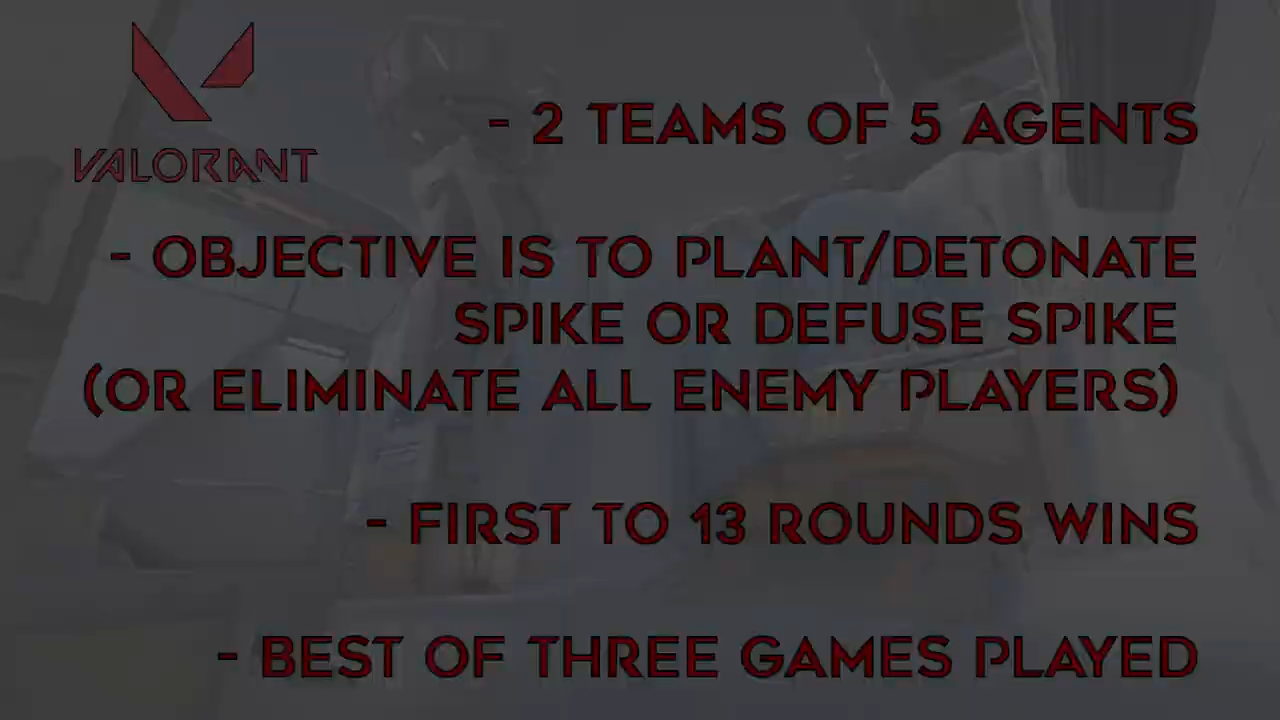 VALORANT
- 2 TEAMS OF 5 AGENTS
- OBJECTIVE IS TO PLANT/DETONATE
SPIKE OR DEFUSE SPIKE
(OR ELIMINATE ALL ENEMY PLAYERS)
- FIRST TO 13 ROUNDS WINS
- BEST OF THREE GAMES PLAYED